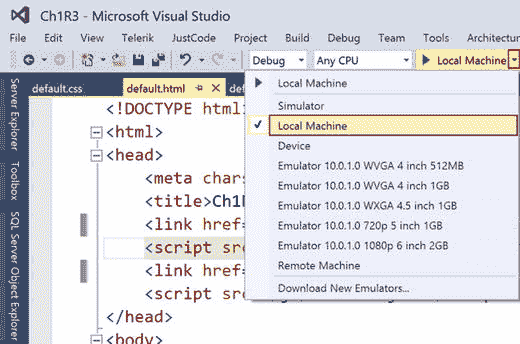 Ch1R3 - Microsoft Visual Studio
File Edit View Telerik JustCode Project Build Debug Team Tools Architecture
Debug Any CPU Local Machine
default.css default.html
Local Machine
Simulator
Local Machine
Device
Emulator 10.0.1.0 WVGA 4 inch 512MB
Emulator 10.0.1.0 WVGA 4 inch 1GB
Emulator 10.0.1.0 WXGA 4.5 inch 1GB
Emulator 10.0.1.0 720p 5 inch 1GB
Emulator 10.0.1.0 1080p 6 inch 2GB
Remote Machine
Download New Emulators...
Server Explorer
Toolbox
SQL Server Object Explorer
<!DOCTYPE html
<html>
<head>
<meta chars
<title>Ch1
<link href=
<script src
<link href=
<script src
</head>
<body>